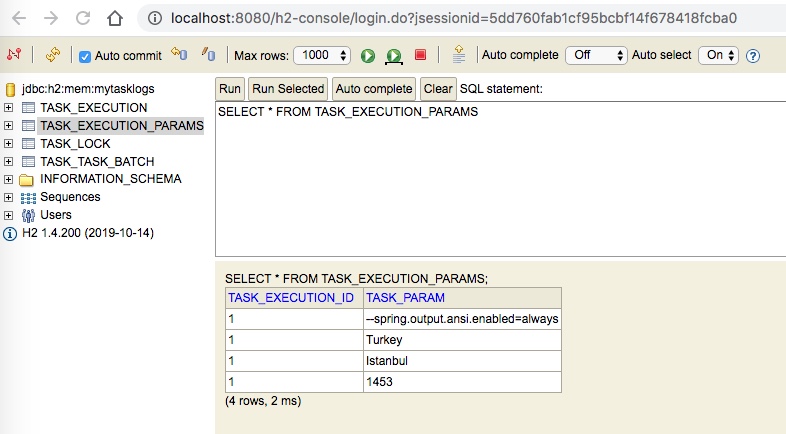 localhost:8080/h2-console/login.do?jsessionid=5dd760fab1cf95bcbf14f678418fcba0
Auto commit Max rows: 1000 Auto complete Off Auto select On ?
jdbc:h2:mem:mytasklogs
TASK_EXECUTION
TASK_EXECUTION_PARAMS
TASK_LOCK
TASK_TASK_BATCH
INFORMATION_SCHEMA
Sequences
Users
H2 1.4.200 (2019-10-14)
Run Run Selected Auto complete Clear SQL statement:
SELECT * FROM TASK_EXECUTION_PARAMS
SELECT * FROM TASK_EXECUTION_PARAMS;
TASK_EXECUTION_ID TASK_PARAM
1 --spring.output.ansi.enabled=always
1 Turkey
1 Istanbul
1 1453
(4 rows, 2 ms)